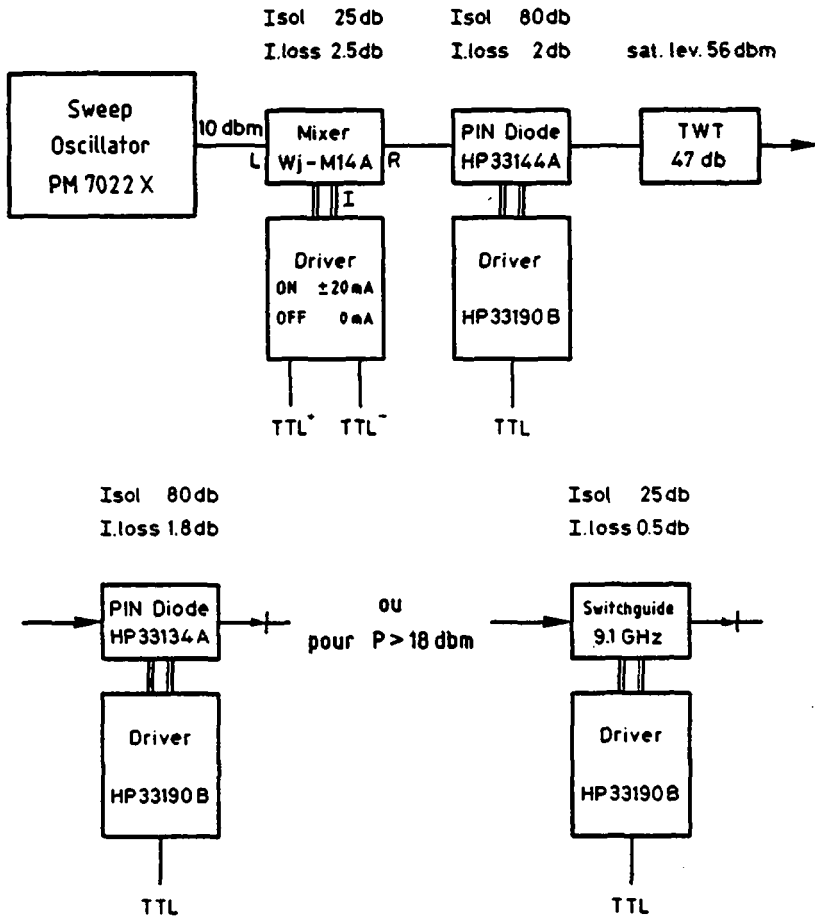 Isol 25db
I.loss 2.5db
Isol 80db
I.loss 2db
sat. lev. 56dbm
Sweep
Oscillator
PM 7022 X
10 dbm
L
Mixer
Wj-M14A
R
I
PIN Diode
HP33144A
TWT
47 db
Driver
ON ±20mA
OFF 0mA
Driver
HP33190B
TTL+ TTL-
TTL
Isol 80db
I.loss 1.8db
Isol 25db
I.loss 0.5db
PIN Diode
HP33134A
ou
pour P > 18 dbm
Switchguide
9.1 GHz
Driver
HP33190B
Driver
HP33190B
TTL
TTL